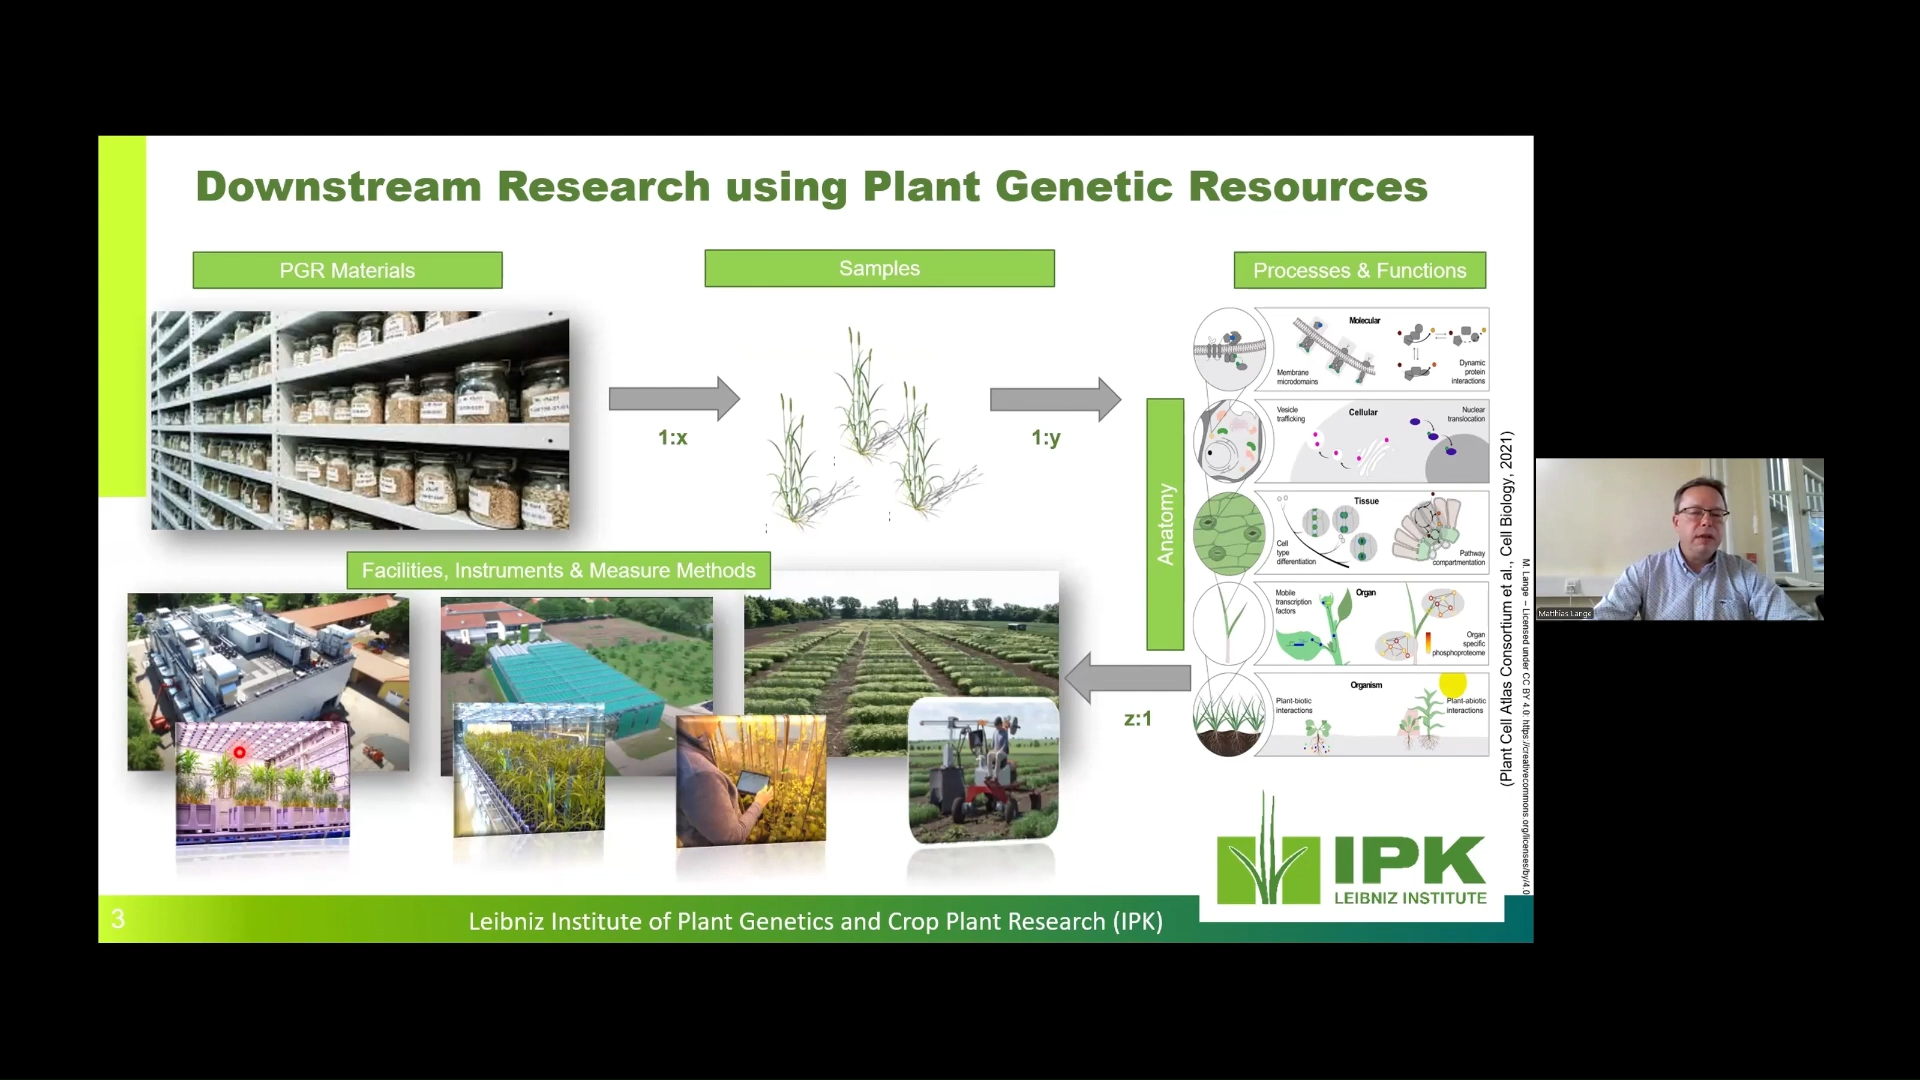 Downstream Research using Plant Genetic Resources
PGR Materials
Samples
Processes & Functions
1:x
1:y
Anatomy
Molecular
Membrane
microdomains
Dynamic
protein
interactions
Vesicle
trafficking
Cellular
Nuclear
translocation
Tissue
Cell
type
differentiation
Pathway
compartmentation
Mobile
transcription
factors
Organ
Organ
specific
phosphoproteome
Organism
Plant-biotic
interactions
Plant-abiotic
interactions
z:1
(Plant Cell Atlas Consortium et al., Cell Biology, 2021)
M. Lange – Licensed under CC BY 4.0: https://creativecommons.org/licenses/by/4.0
Facilities, Instruments & Measure Methods
IPK
LEIBNIZ INSTITUTE
3
Leibniz Institute of Plant Genetics and Crop Plant Research (IPK)
Matthias Lange